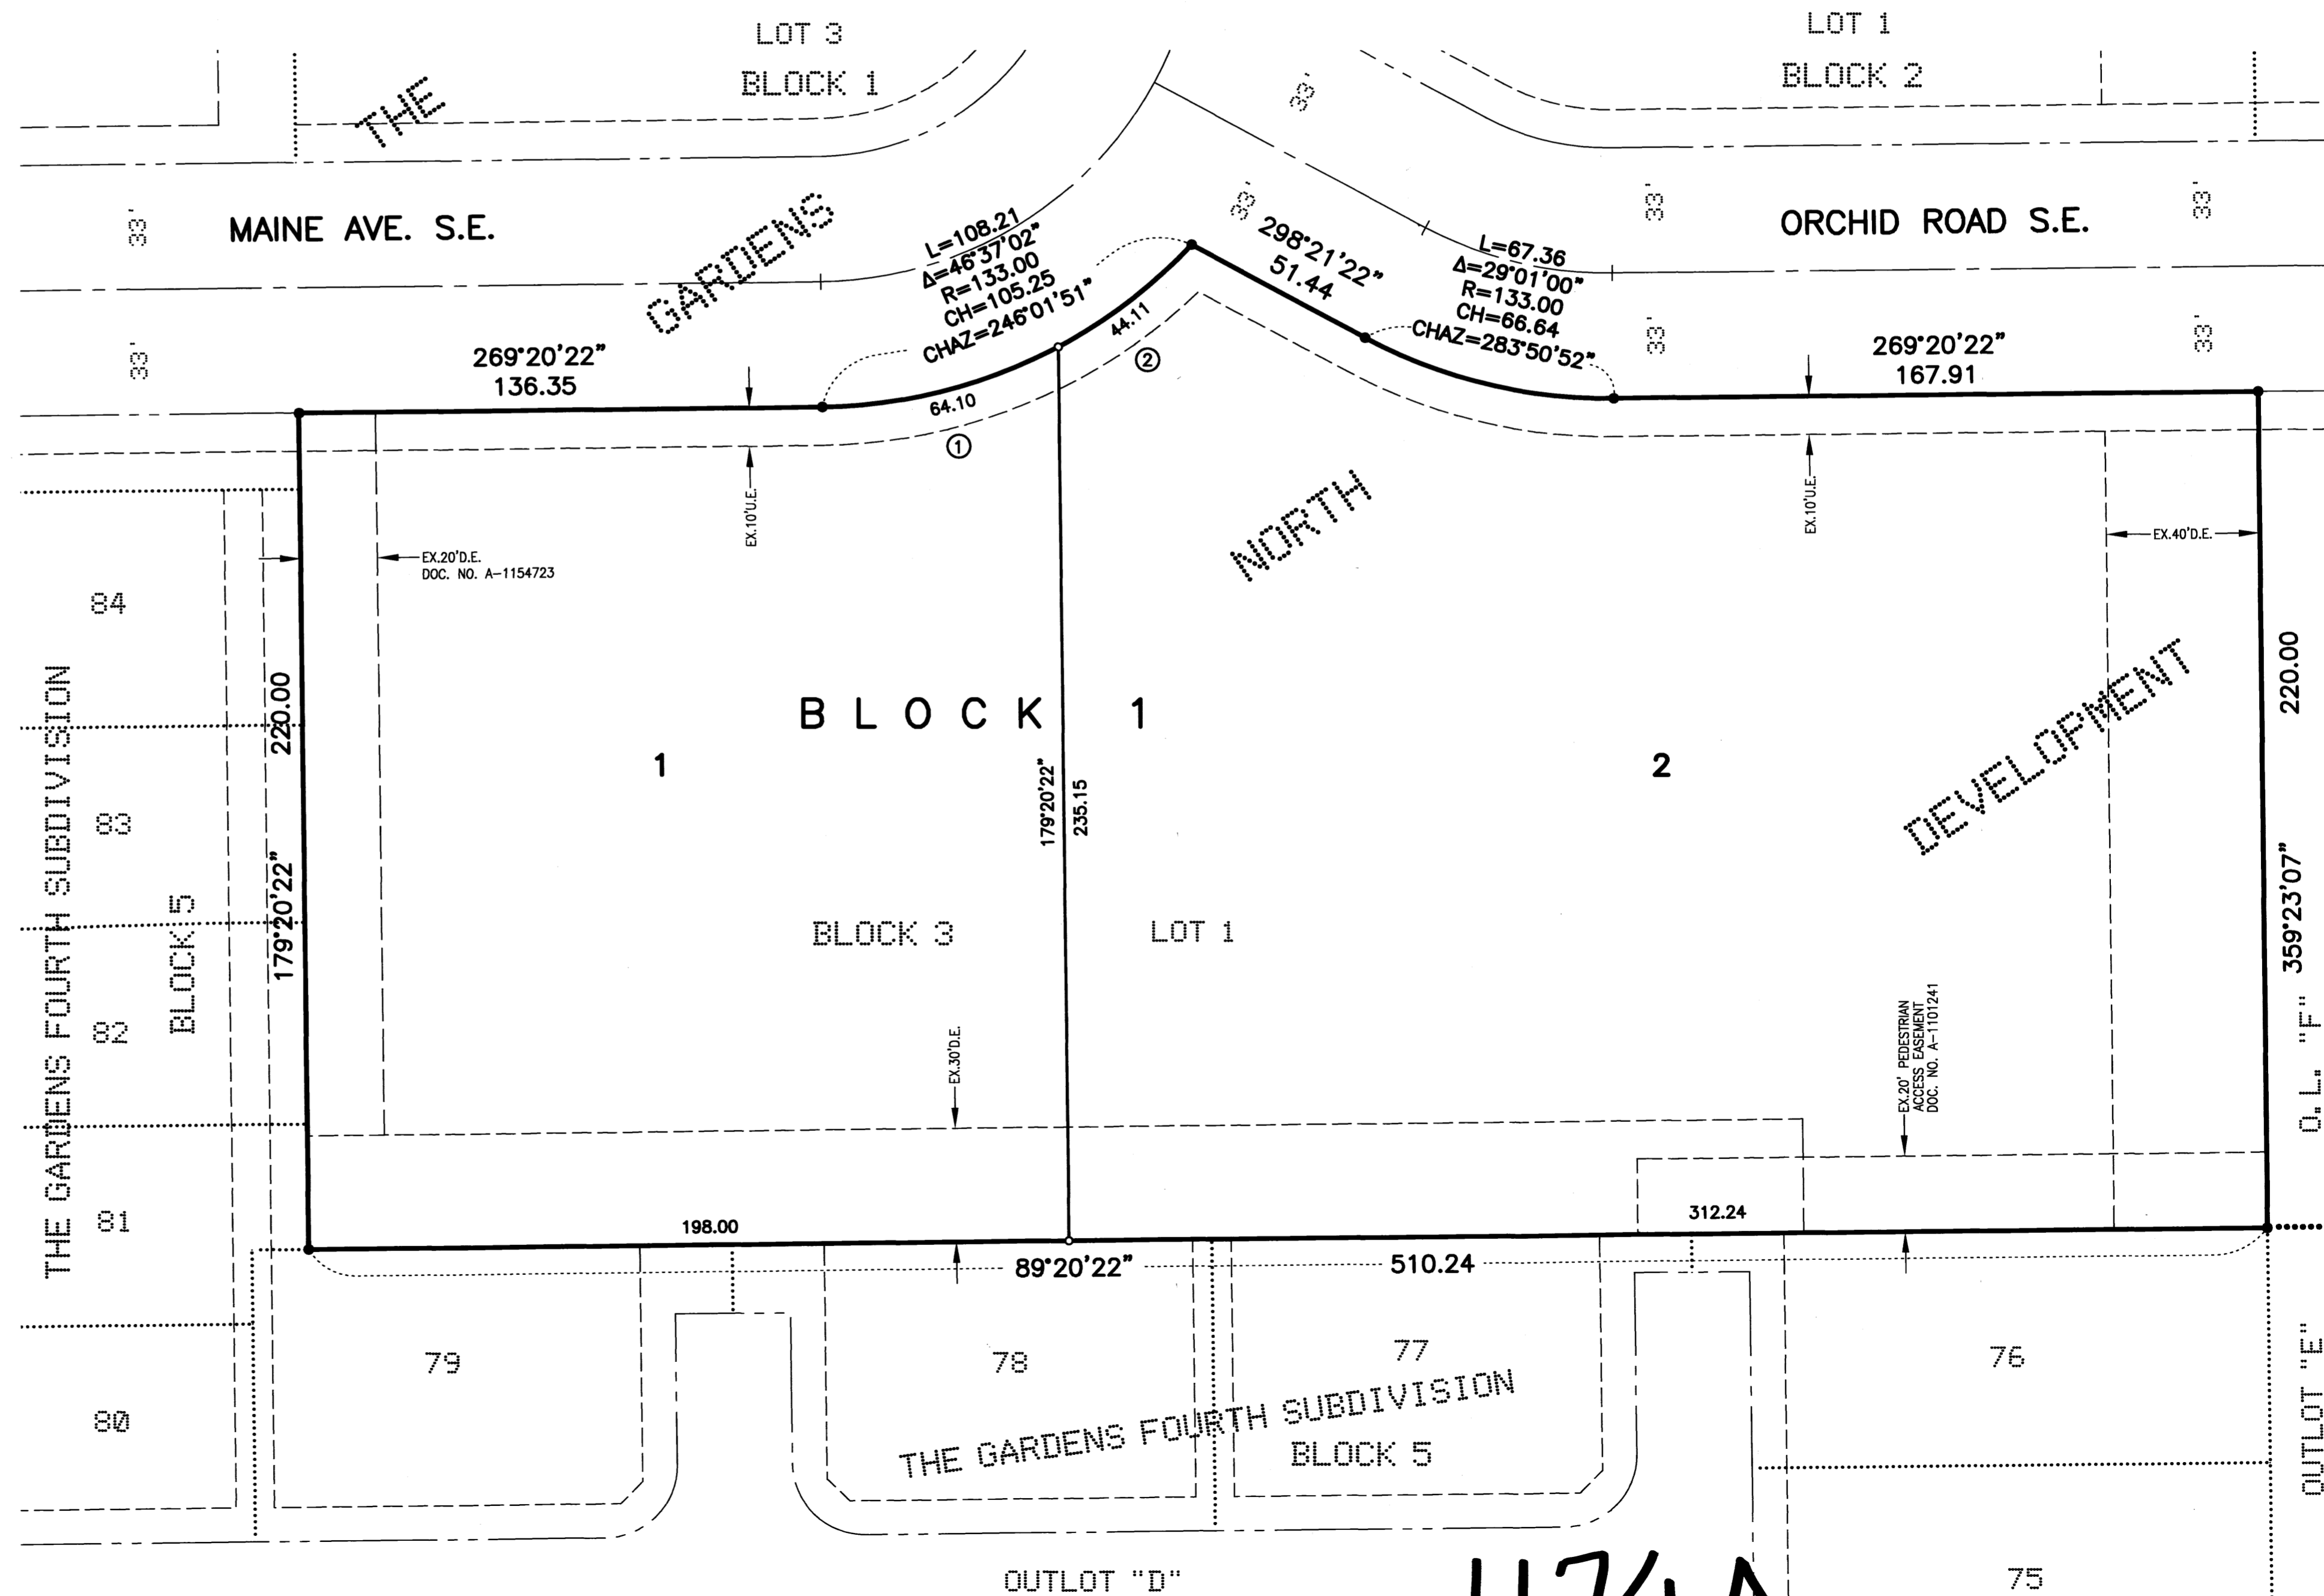 LOT 3
BLOCK 1
LOT 1
BLOCK 2
THE
GARDENS
NORTH
DEVELOPMENT
33'
33'
33'
33'
33'
33'
33'
33'
MAINE AVE. S.E.
ORCHID ROAD S.E.
L=108.21
Δ=46°37'02"
R=133.00
CH=105.25
CHAZ=246°01'51"
298°21'22"
51.44
L=67.36
Δ=29°01'00"
R=133.00
CH=66.64
CHAZ=283°50'52"
269°20'22"
136.35
269°20'22"
167.91
44.11
②
64.10
①
EX.10'U.E.
EX.10'U.E.
EX.20'D.E.
DOC. NO. A-1154723
EX.40'D.E.
84
83
82
81
80
THE GARDENS FOURTH SUBDIVISION
BLOCK 5
220.00
179°20'22"
BLOCK 1
1
2
179°20'22"
235.15
220.00
359°23'07"
BLOCK 3
LOT 1
EX.30'D.E.
EX.20' PEDESTRIAN
ACCESS EASEMENT
DOC. NO. A-1101241
O.L. "F"
198.00
312.24
89°20'22"
510.24
79
78
77
76
THE GARDENS FOURTH SUBDIVISION
BLOCK 5
OUTLOT "E"
OUTLOT "D"
75